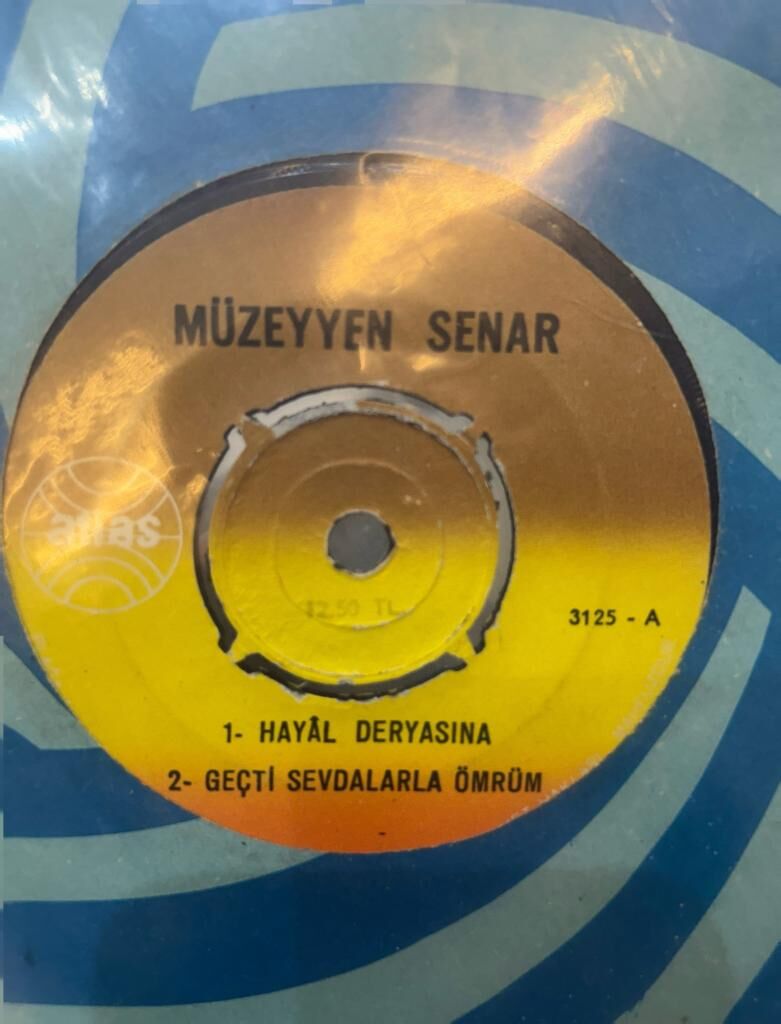 MÜZEYYEN SENAR
atlas
12.50 TL.
3125 - A
1- HAYÂL DERYASINA
2- GEÇTİ SEVDALARLA ÖMRÜM